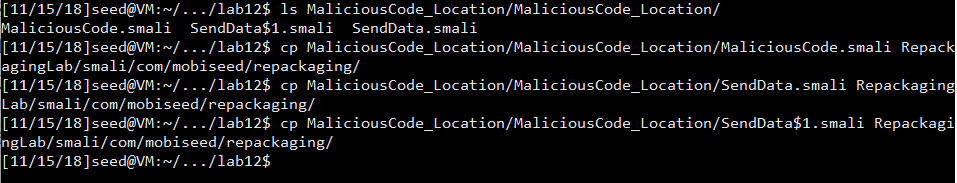 [11/15/18]seed@VM:~/.../lab12$ ls MaliciousCode_Location/MaliciousCode_Location/
MaliciousCode.smali  SendData$1.smali  SendData.smali
[11/15/18]seed@VM:~/.../lab12$ cp MaliciousCode_Location/MaliciousCode_Location/MaliciousCode.smali Repack
agingLab/smali/com/mobiseed/repackaging/
[11/15/18]seed@VM:~/.../lab12$ cp MaliciousCode_Location/MaliciousCode_Location/SendData.smali Repackaging
Lab/smali/com/mobiseed/repackaging/
[11/15/18]seed@VM:~/.../lab12$ cp MaliciousCode_Location/MaliciousCode_Location/SendData$1.smali Repackagi
ngLab/smali/com/mobiseed/repackaging/
[11/15/18]seed@VM:~/.../lab12$